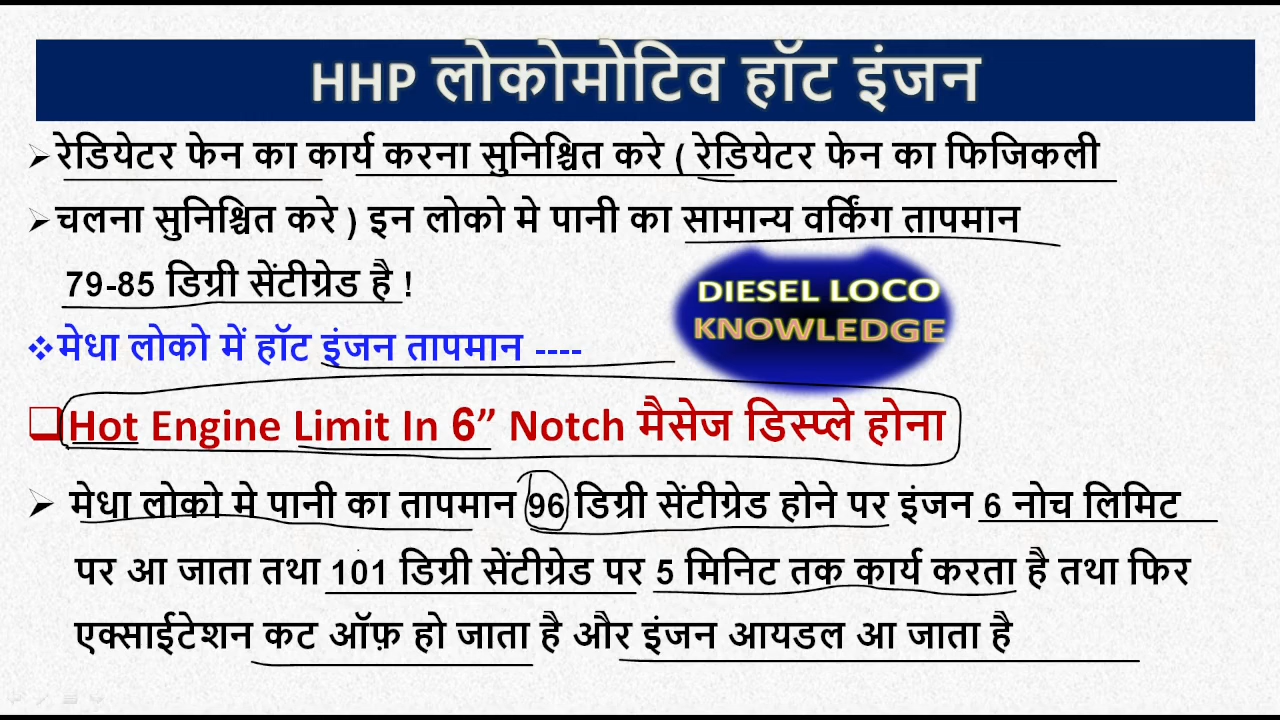 HHP लोकोमोटिव हॉट इंजन
➢ रेडियेटर फेन का कार्य करना सुनिश्चित करे ( रेडियेटर फेन का फिजिकली
➢ चलना सुनिश्चित करे ) इन लोको मे पानी का सामान्य वर्किंग तापमान
79-85 डिग्री सेंटीग्रेड है !
DIESEL LOCO
KNOWLEDGE
❖ मेधा लोको में हॉट इंजन तापमान ----
❑ Hot Engine Limit In 6” Notch मैसेज डिस्प्ले होना
➢ मेधा लोको मे पानी का तापमान 96 डिग्री सेंटीग्रेड होने पर इंजन 6 नोच लिमिट
पर आ जाता तथा 101 डिग्री सेंटीग्रेड पर 5 मिनिट तक कार्य करता है तथा फिर
एक्साईटेशन कट ऑफ़ हो जाता है और इंजन आयडल आ जाता है